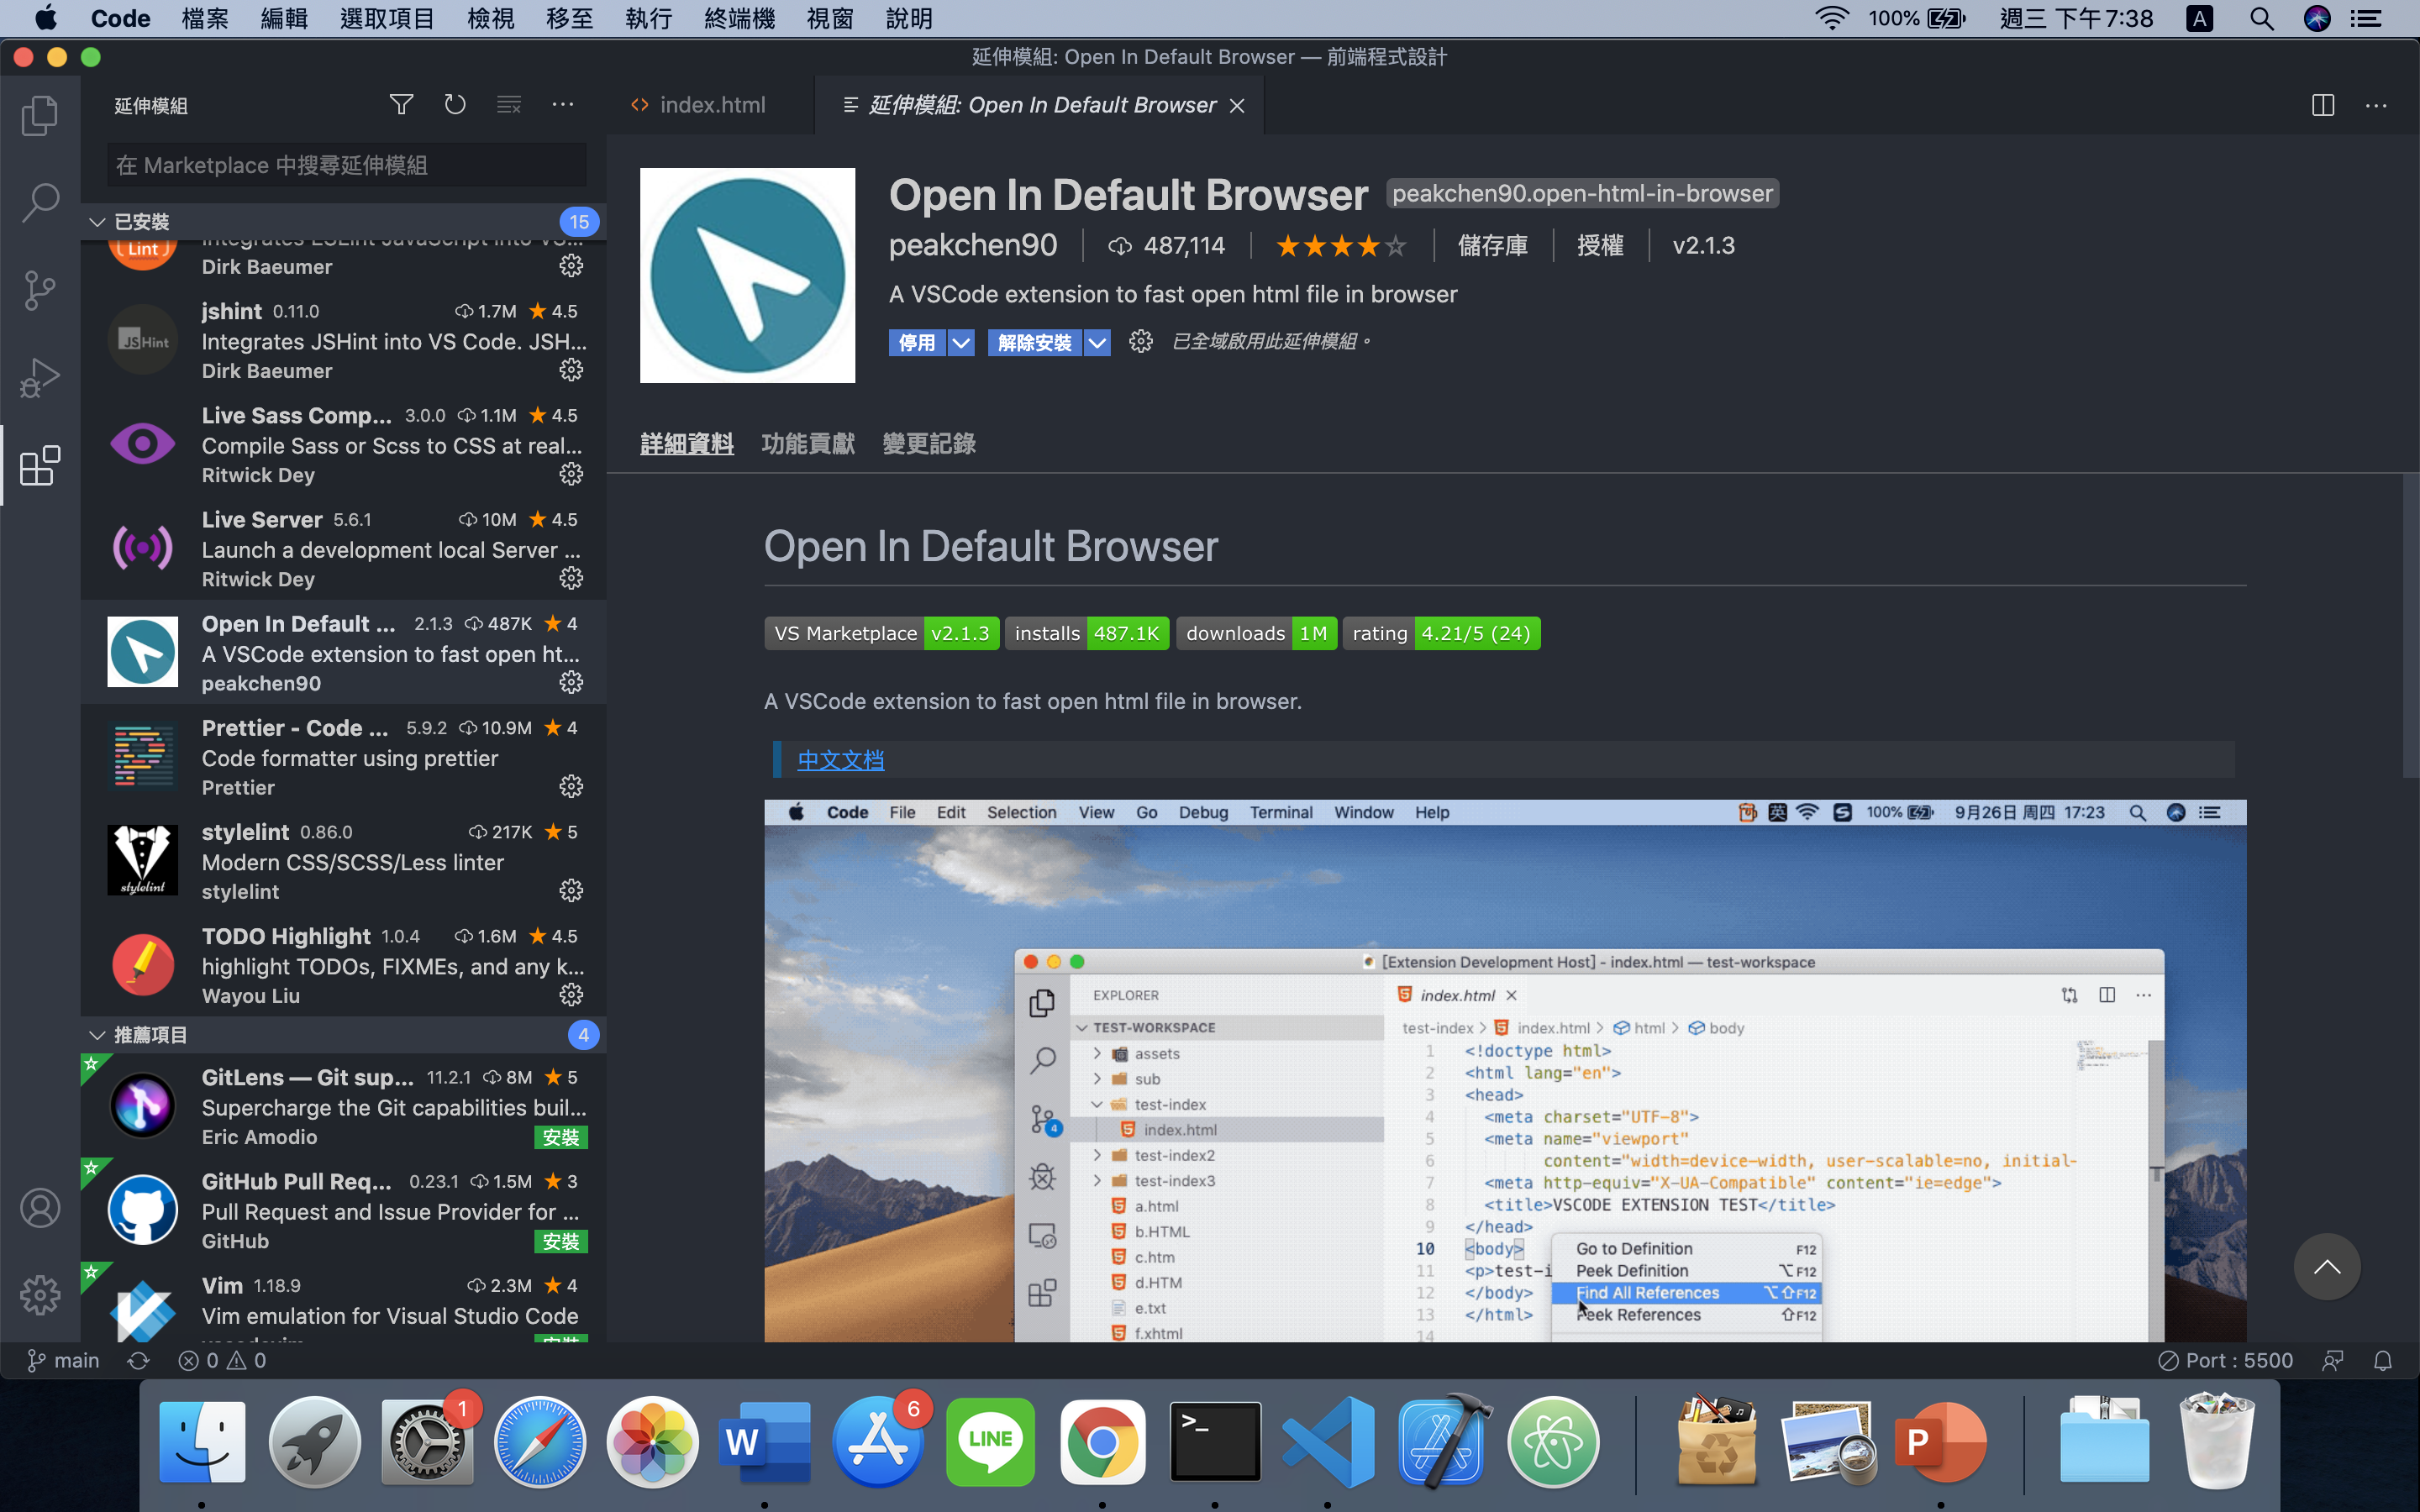 Code 檔案 編輯 選取項目 檢視 移至 執行 終端機 視窗 說明 100% 週三 下午7:38 A
延伸模組: Open In Default Browser — 前端程式設計
延伸模組
index.html
延伸模組: Open In Default Browser
在 Marketplace 中搜尋延伸模組
已安裝 15
Integrates ESLint JavaScript into VS...
Lint
Dirk Baeumer
jshint 0.11.0 1.7M 4.5
JSHint
Integrates JSHint into VS Code. JSH...
Dirk Baeumer
Live Sass Comp... 3.0.0 1.1M 4.5
Compile Sass or Scss to CSS at real...
Ritwick Dey
Live Server 5.6.1 10M 4.5
Launch a development local Server ...
Ritwick Dey
Open In Default ... 2.1.3 487K 4
A VSCode extension to fast open ht...
peakchen90
Prettier - Code ... 5.9.2 10.9M 4
Code formatter using prettier
Prettier
stylelint 0.86.0 217K 5
Modern CSS/SCSS/Less linter
stylelint
stylelint
TODO Highlight 1.0.4 1.6M 4.5
highlight TODOs, FIXMEs, and any k...
Wayou Liu
推薦項目 4
GitLens — Git sup... 11.2.1 8M 5
Supercharge the Git capabilities buil...
Eric Amodio 安裝
GitHub Pull Req... 0.23.1 1.5M 3
Pull Request and Issue Provider for ...
GitHub 安裝
Vim 1.18.9 2.3M 4
Vim emulation for Visual Studio Code
vscodevim 安裝
Open In Default Browser peakchen90.open-html-in-browser
peakchen90 487,114 ★★★★☆ 儲存庫 授權 v2.1.3
A VSCode extension to fast open html file in browser
停用 解除安裝 已全域啟用此延伸模組。
詳細資料 功能貢獻 變更記錄
Open In Default Browser
VS Marketplace v2.1.3 installs 487.1K downloads 1M rating 4.21/5 (24)
A VSCode extension to fast open html file in browser.
中文文档
Code File Edit Selection View Go Debug Terminal Window Help 英 100% 9月26日 周四 17:23
[Extension Development Host] - index.html — test-workspace
EXPLORER
TEST-WORKSPACE
assets
sub
test-index
index.html
test-index2
test-index3
a.html
b.HTML
c.htm
d.HTM
e.txt
f.xhtml
4
index.html
test-index > index.html > html > body
1 <!doctype html>
2 <html lang="en">
3 <head>
4 <meta charset="UTF-8">
5 <meta name="viewport"
6 content="width=device-width, user-scalable=no, initial-
7 <meta http-equiv="X-UA-Compatible" content="ie=edge">
8 <title>VSCODE EXTENSION TEST</title>
9 </head>
10 <body>
11 <p>test-i
12 </body>
13 </html>
14
Go to Definition F12
Peek Definition ⌥F12
Find All References ⌥⇧F12
Peek References ⇧F12
main 0 0 Port : 5500
1
W
6
LINE
>_
P